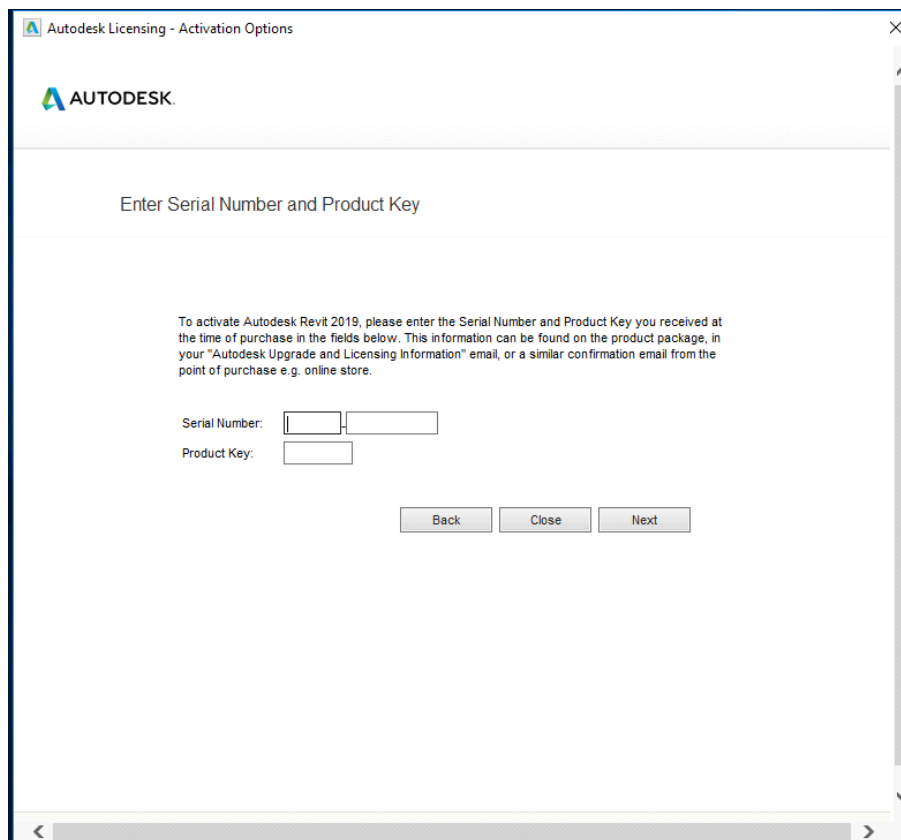 Autodesk Licensing - Activation Options
AUTODESK.
Enter Serial Number and Product Key
To activate Autodesk Revit 2019, please enter the Serial Number and Product Key you received at
the time of purchase in the fields below. This information can be found on the product package, in
your "Autodesk Upgrade and Licensing Information" email, or a similar confirmation email from the
point of purchase e.g. online store.
Serial Number: -
Product Key:
Back Close Next